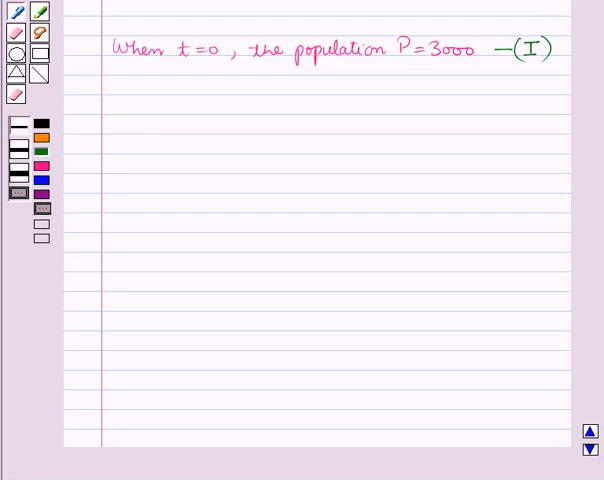 When t=0, the population P=3000 —(I)